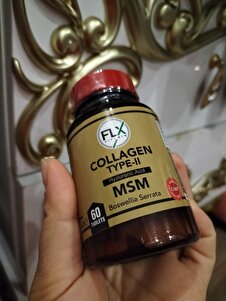 FLX
COLLAGEN
TYPE-II
Hyaluronic Acid
MSM
Boswellia Serrata
60
TABLETS